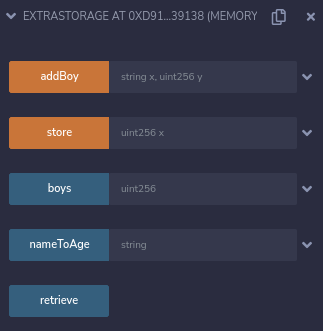 EXTRASTORAGE AT 0XD91...39138 (MEMORY
addBoy string x, uint256 y
store uint256 x
boys uint256
nameToAge string
retrieve